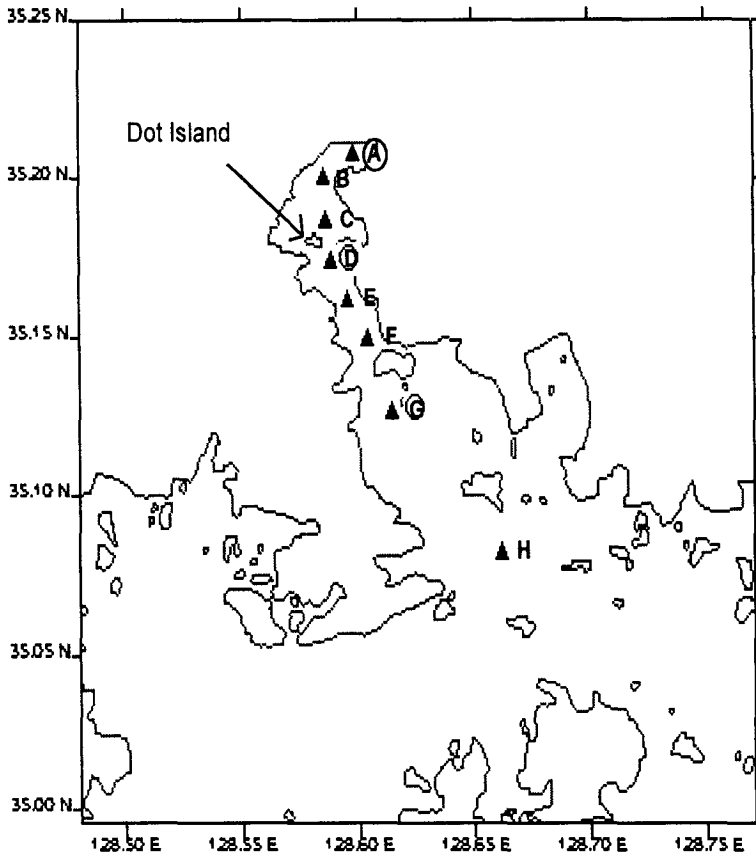 35.25 N
Dot Island
A
35.20 N
B
C
D
E
35.15 N
F
G
35.10 N
H
35.05 N
35.00 N
128.50 E 128.55 E 128.60 E 128.65 E 128.70 E 128.75 E